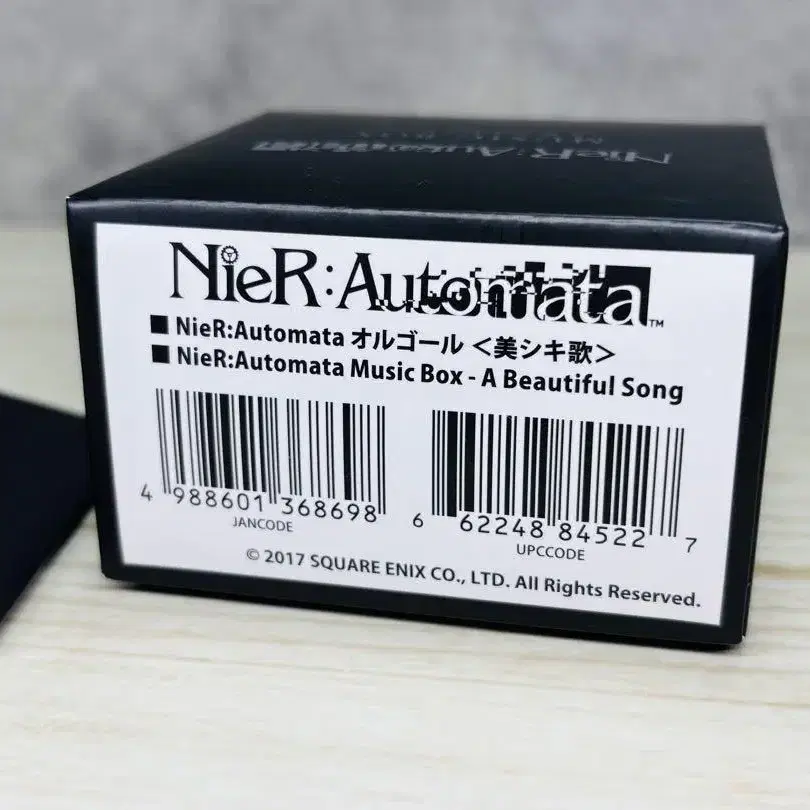 NieR:Automata
MUSIC BOX
NieR:Automata™
■ NieR:Automata オルゴール <美シキ歌>
■ NieR:Automata Music Box - A Beautiful Song
4 988601 368698
JANCODE
6 62248 84522 7
UPCCODE
© 2017 SQUARE ENIX CO., LTD. All Rights Reserved.